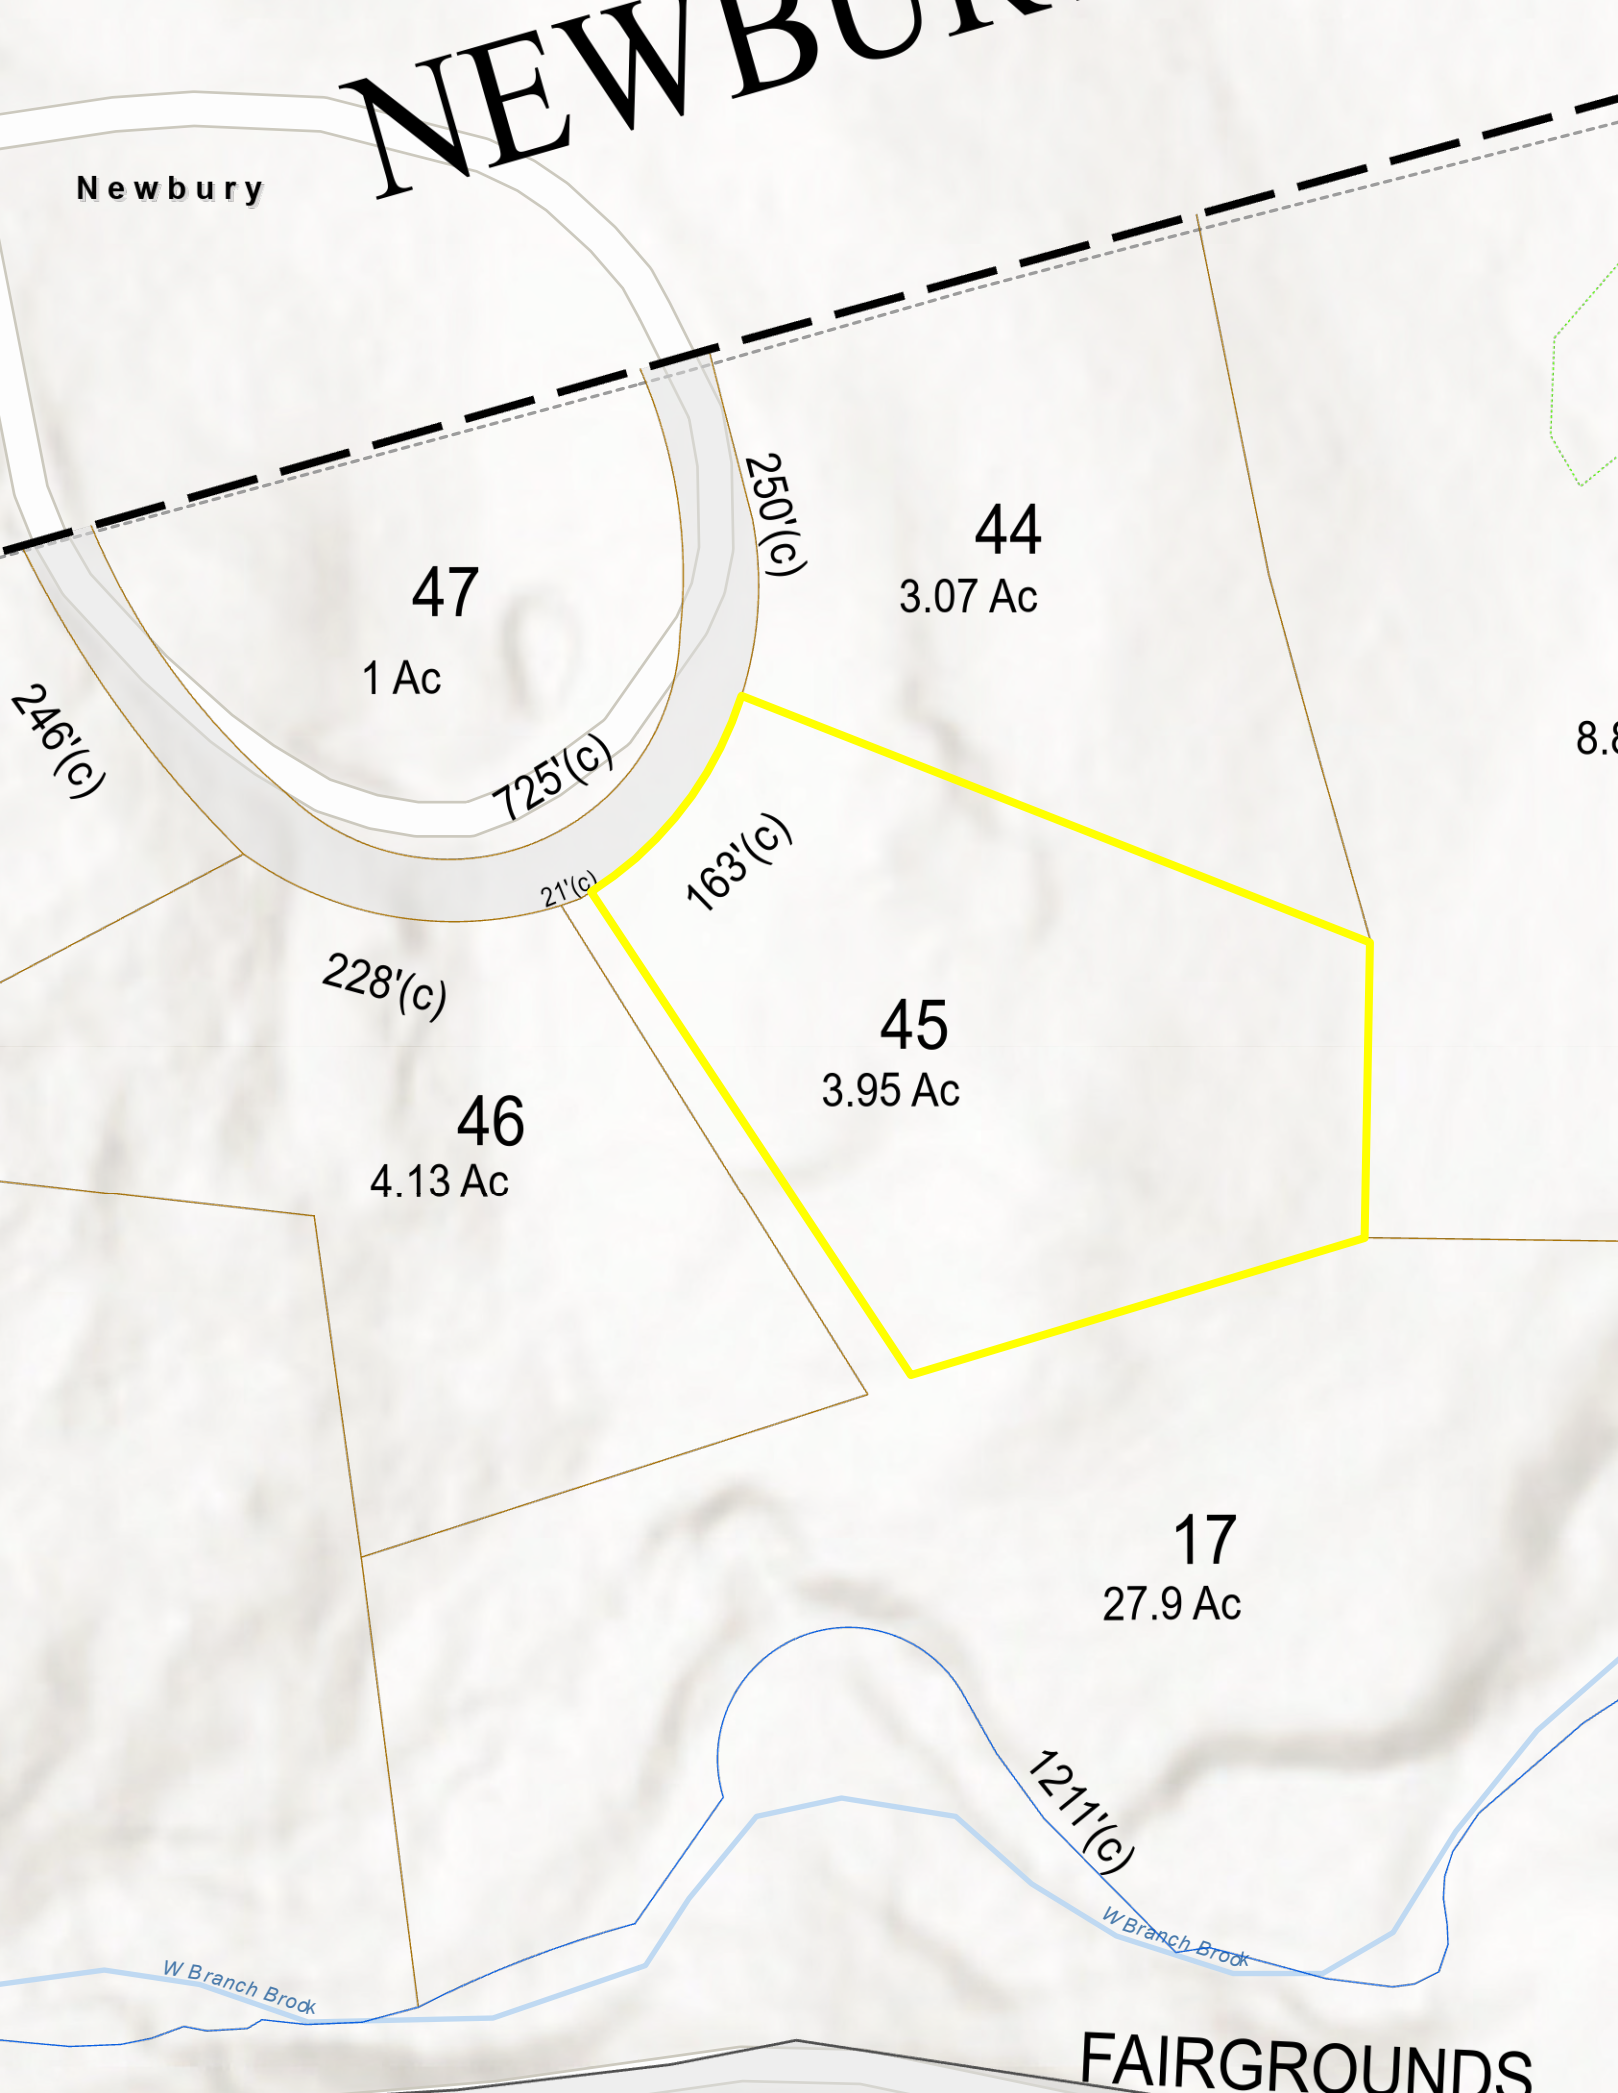 Newbury
250'(c)
44
3.07 Ac
47
1 Ac
246'(c)
725'(c)
163'(c)
21'(c)
228'(c)
45
3.95 Ac
46
4.13 Ac
17
27.9 Ac
1211'(c)
W Branch Brook
W Branch Brook
FAIRGROUNDS